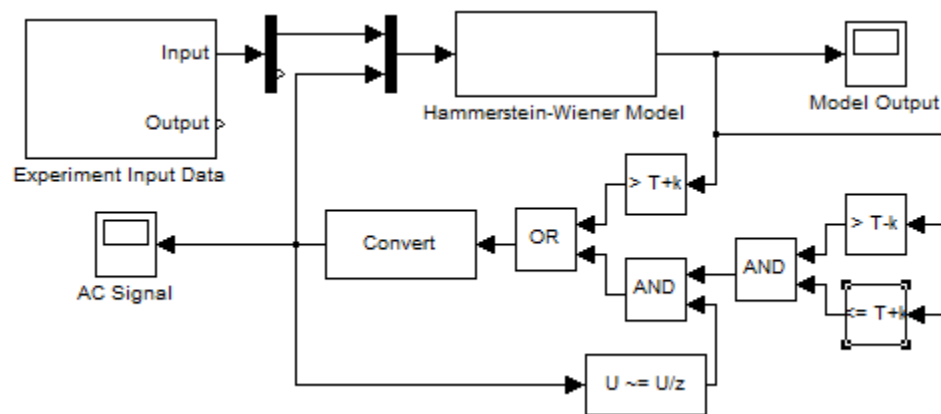 Input
Output
Experiment Input Data
Hammerstein-Wiener Model
Model Output
> T+k
> T-k
OR
Convert
AND
AND
<= T+k
AC Signal
U ~= U/z